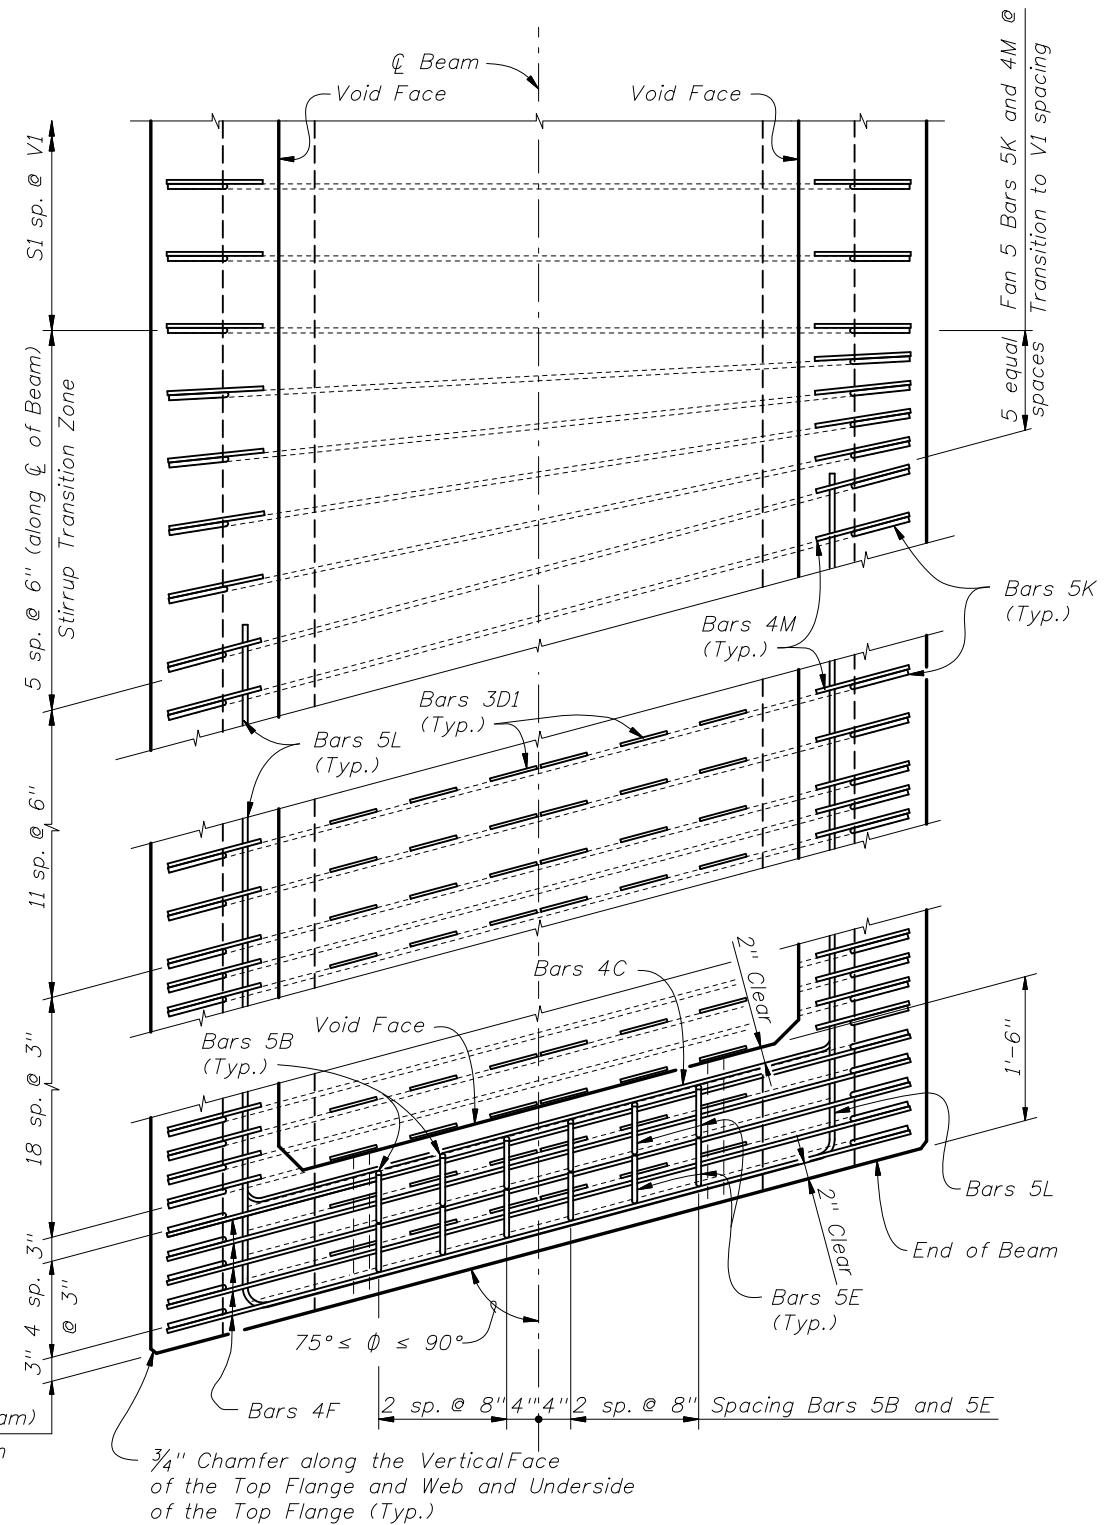 ℄ Beam
Void Face
Void Face
S1 sp. @ V1
5 equal Fan 5 Bars 5K and 4M @
spaces Transition to V1 spacing
5 sp. @ 6" (along ℄ of Beam)
Stirrup Transition Zone
Bars 5K
(Typ.)
Bars 4M
(Typ.)
Bars 3D1
(Typ.)
Bars 5L
(Typ.)
11 sp. @ 6"
Bars 4C
2" Clear
Void Face
Bars 5B
(Typ.)
18 sp. @ 3"
1'-6"
Bars 5L
2" Clear
End of Beam
3"
4 sp.
@ 3"
3"
Bars 5E
(Typ.)
75° ≤ ϕ ≤ 90°
Bars 4F
2 sp. @ 8" 4" 4" 2 sp. @ 8" Spacing Bars 5B and 5E
am)
n
¾" Chamfer along the Vertical Face
of the Top Flange and Web and Underside
of the Top Flange (Typ.)